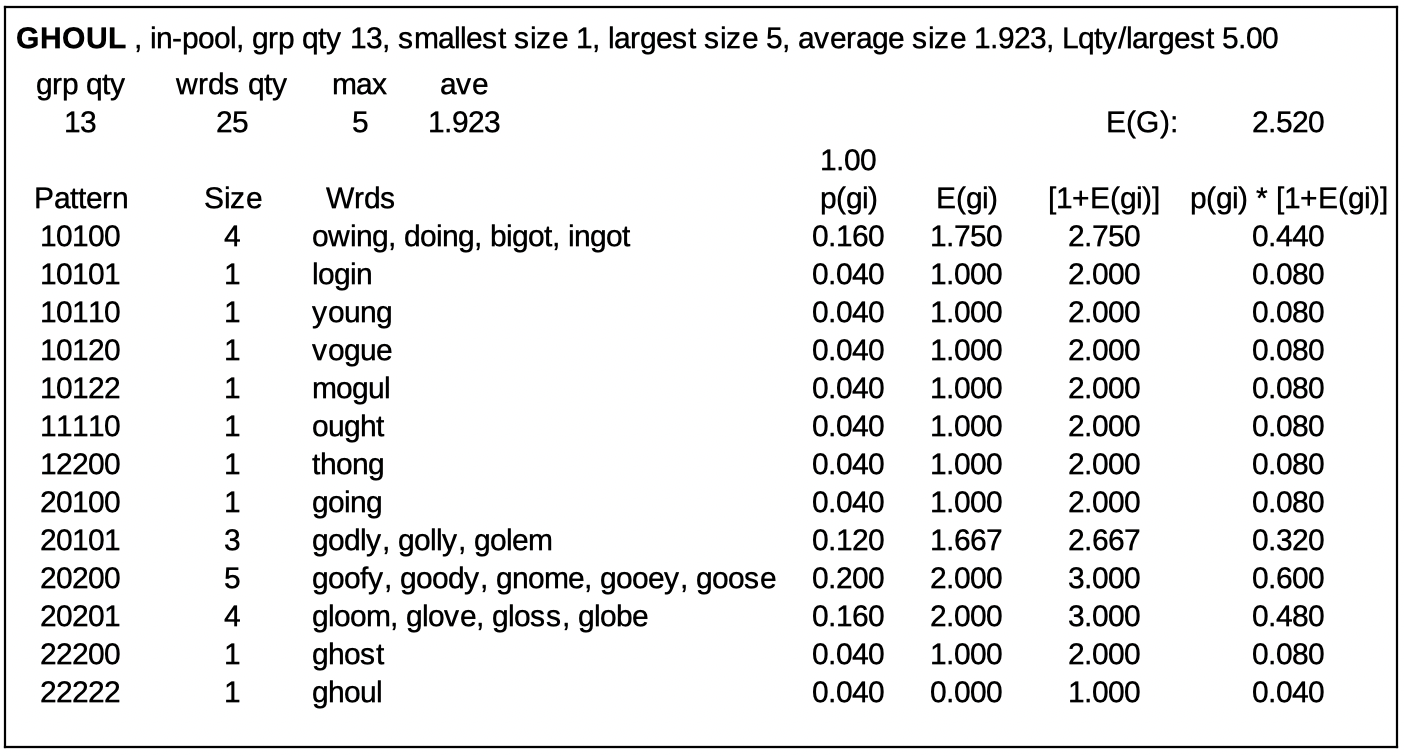 GHOUL , in-pool, grp qty 13, smallest size 1, largest size 5, average size 1.923, Lqty/largest 5.00
grp qty wrds qty max ave
13 25 5 1.923 E(G): 2.520
1.00
Pattern Size Wrds p(gi) E(gi) [1+E(gi)] p(gi) * [1+E(gi)]
10100 4 owing, doing, bigot, ingot 0.160 1.750 2.750 0.440
10101 1 login 0.040 1.000 2.000 0.080
10110 1 young 0.040 1.000 2.000 0.080
10120 1 vogue 0.040 1.000 2.000 0.080
10122 1 mogul 0.040 1.000 2.000 0.080
11110 1 ought 0.040 1.000 2.000 0.080
12200 1 thong 0.040 1.000 2.000 0.080
20100 1 going 0.040 1.000 2.000 0.080
20101 3 godly, golly, golem 0.120 1.667 2.667 0.320
20200 5 goofy, goody, gnome, gooey, goose 0.200 2.000 3.000 0.600
20201 4 gloom, glove, gloss, globe 0.160 2.000 3.000 0.480
22200 1 ghost 0.040 1.000 2.000 0.080
22222 1 ghoul 0.040 0.000 1.000 0.040